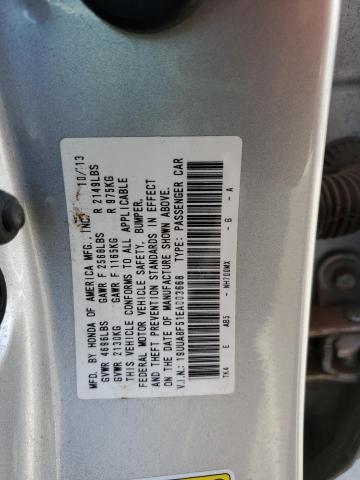 MFD. BY HONDA OF AMERICA MFG., INC. 10/13
GVWR 4696LBS GAWR F 2568LBS R 2149LBS
GVWR 2130KG GAWR F 1165KG R 975KG
THIS VEHICLE CONFORMS TO ALL APPLICABLE
FEDERAL MOTOR VEHICLE SAFETY, BUMPER,
AND THEFT PREVENTION STANDARDS IN EFFECT
ON THE DATE OF MANUFACTURE SHOWN ABOVE.
V.I.N.: 19UUA8F51EA003668 TYPE: PASSENGER CAR
TK4 E AB5 - NH700MX - B - A